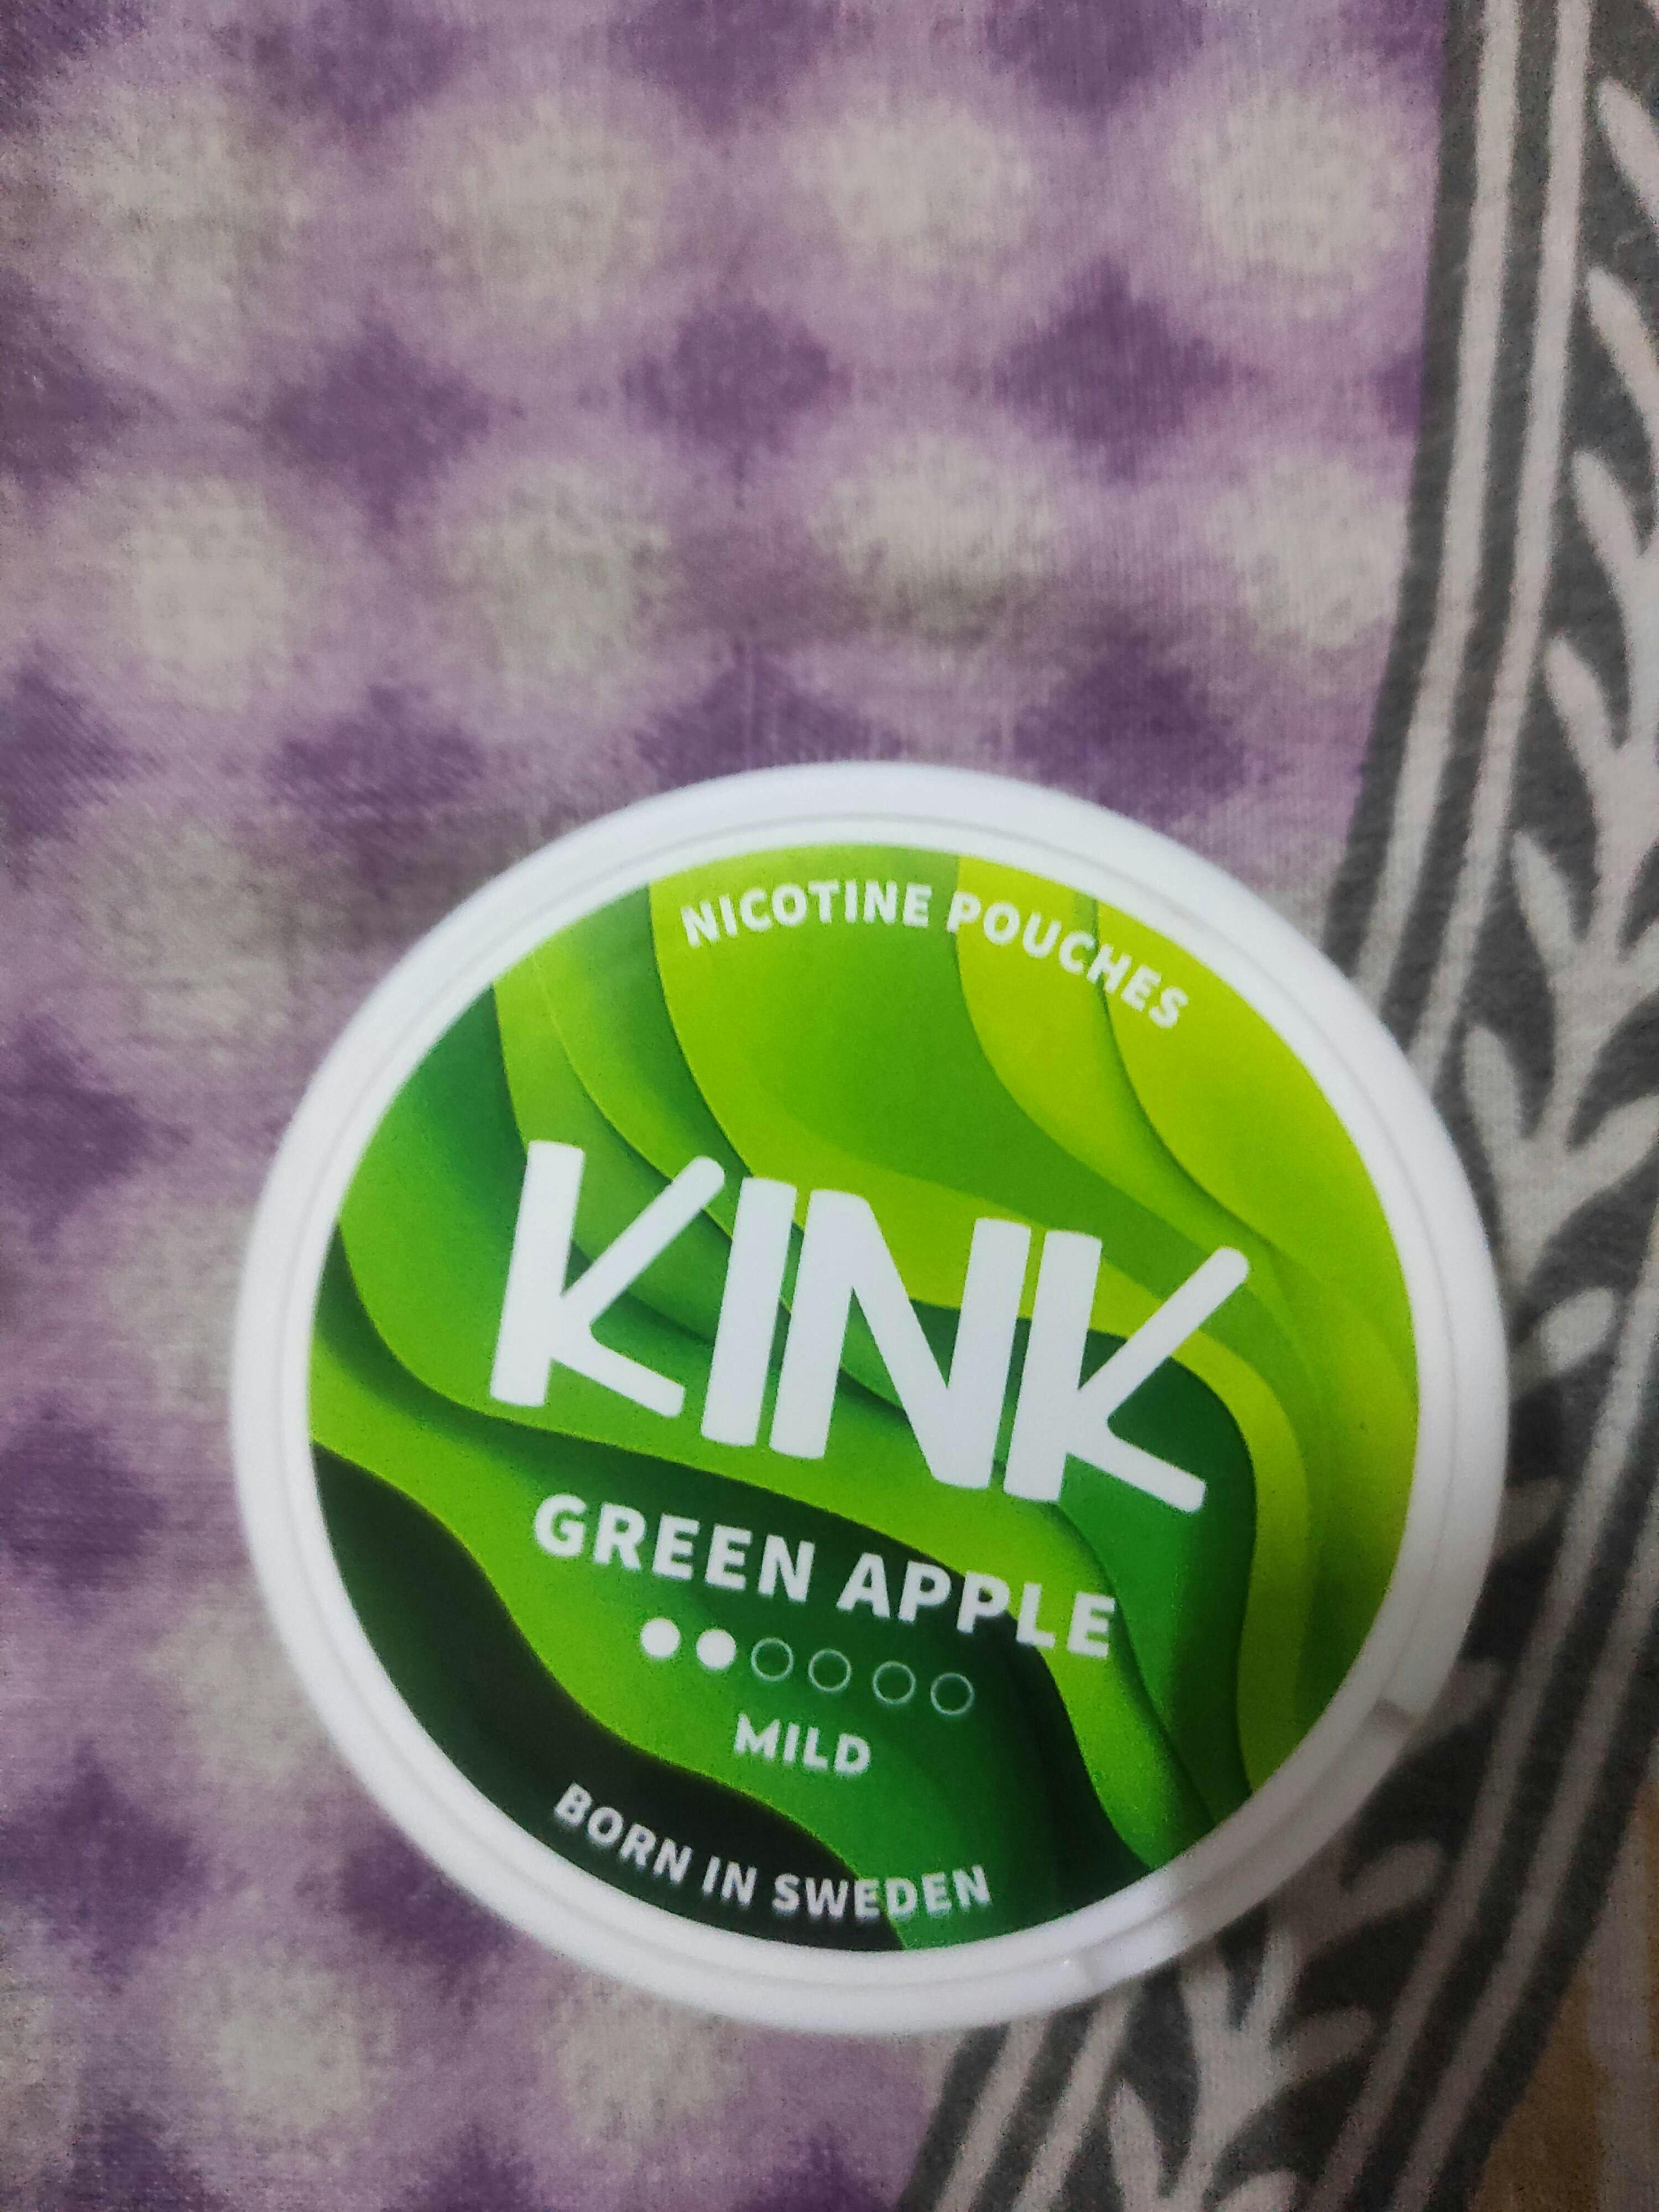 NICOTINE POUCHES
KINK
GREEN APPLE
MILD
BORN IN SWEDEN